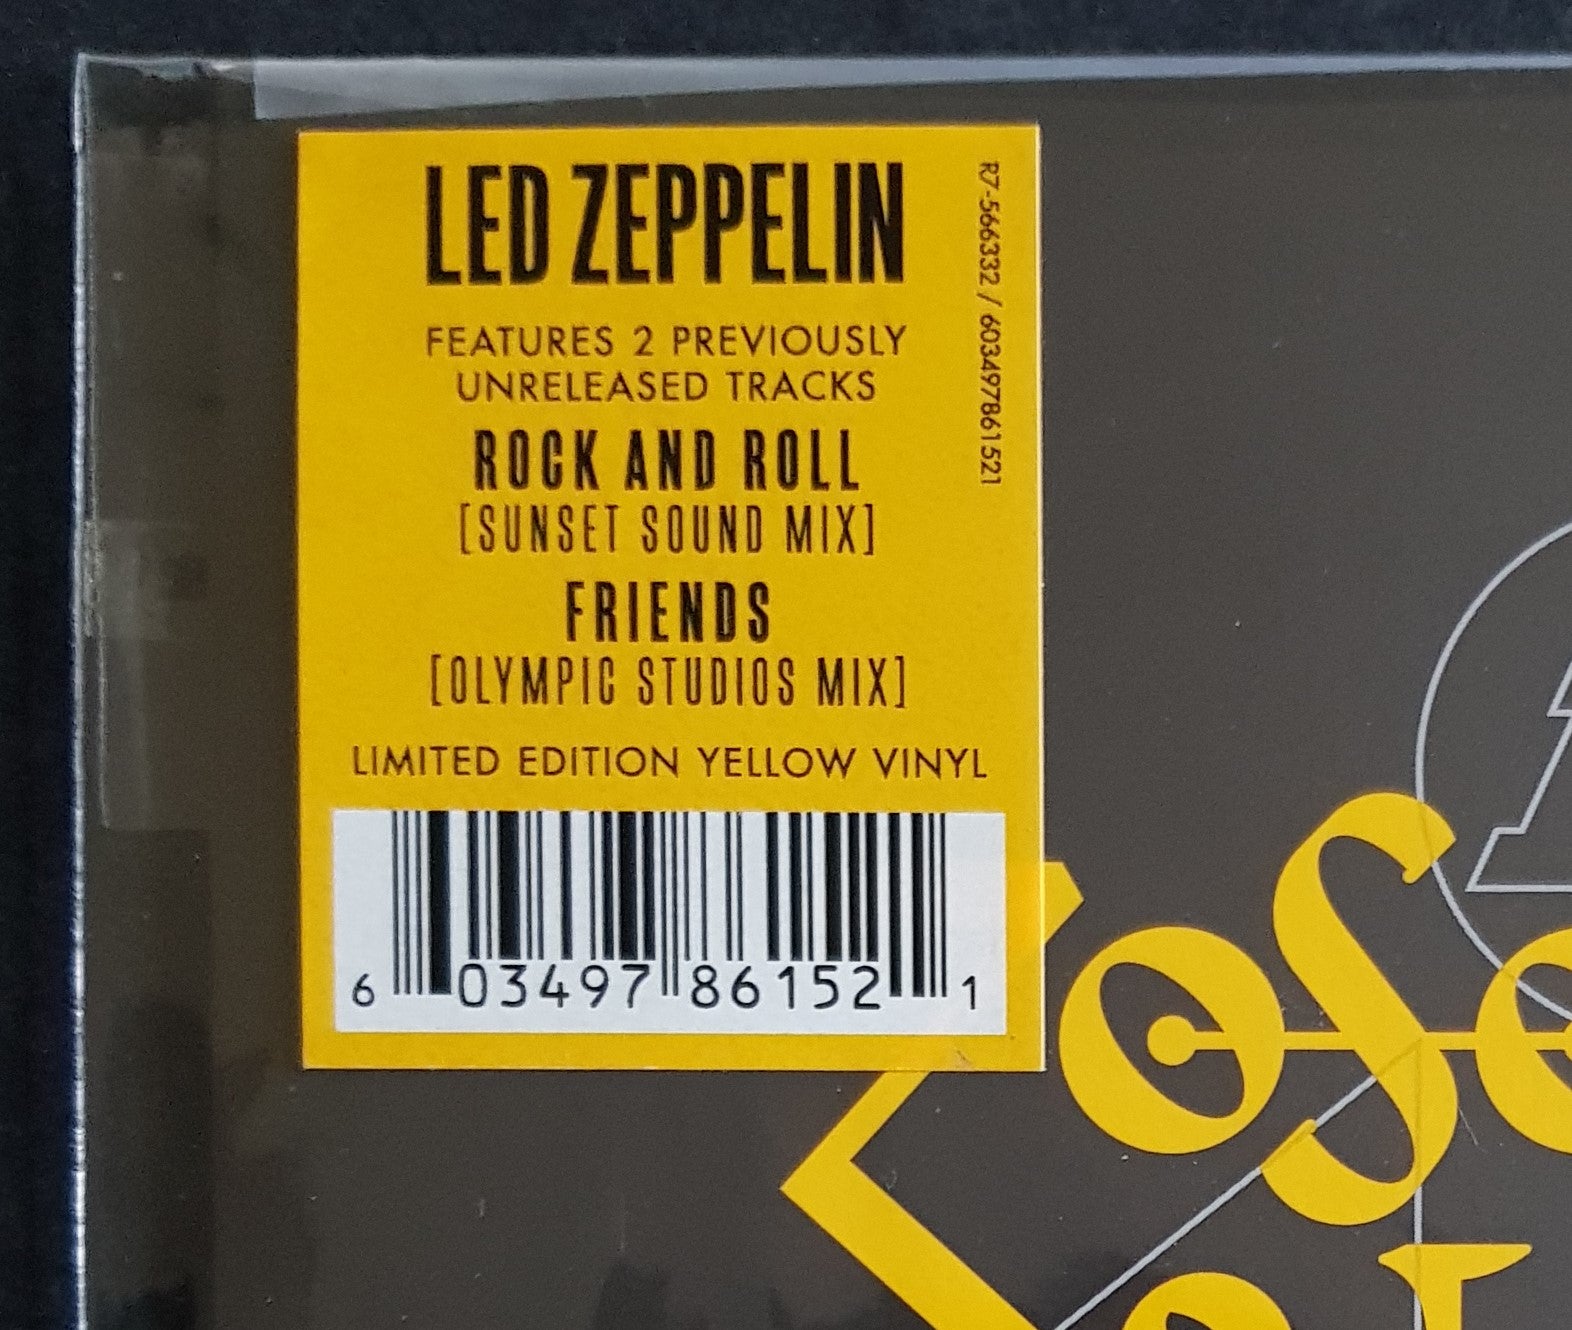 LED ZEPPELIN
FEATURES 2 PREVIOUSLY
UNRELEASED TRACKS
ROCK AND ROLL
[SUNSET SOUND MIX]
FRIENDS
[OLYMPIC STUDIOS MIX]
LIMITED EDITION YELLOW VINYL
6 03497 86152 1
R7-566332 / 603497861521